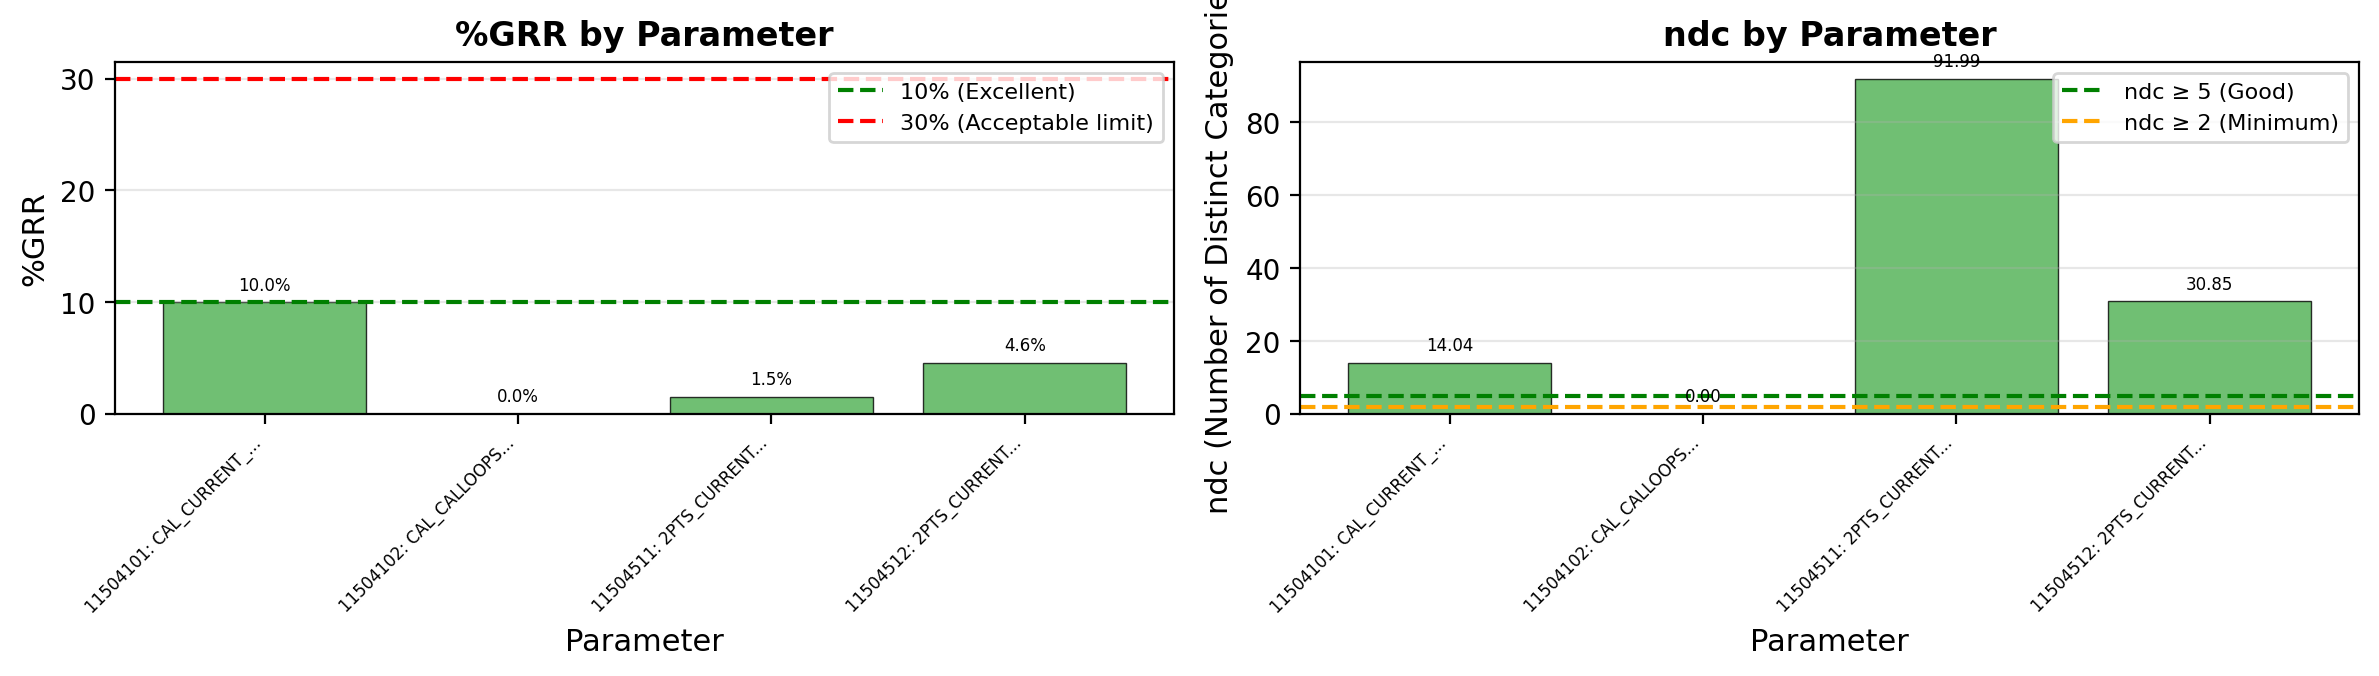 %GRR by Parameter
%GRR
30
20
10
0
10% (Excellent)
30% (Acceptable limit)
10.0%
0.0%
1.5%
4.6%
11504101: CAL_CURRENT_...
11504102: CAL_CALLOOPS...
11504511: 2PTS_CURRENT...
11504512: 2PTS_CURRENT...
Parameter
ndc by Parameter
ndc (Number of Distinct Categorie
80
60
40
20
0
ndc ≥ 5 (Good)
ndc ≥ 2 (Minimum)
14.04
0.00
91.99
30.85
11504101: CAL_CURRENT_...
11504102: CAL_CALLOOPS...
11504511: 2PTS_CURRENT...
11504512: 2PTS_CURRENT...
Parameter